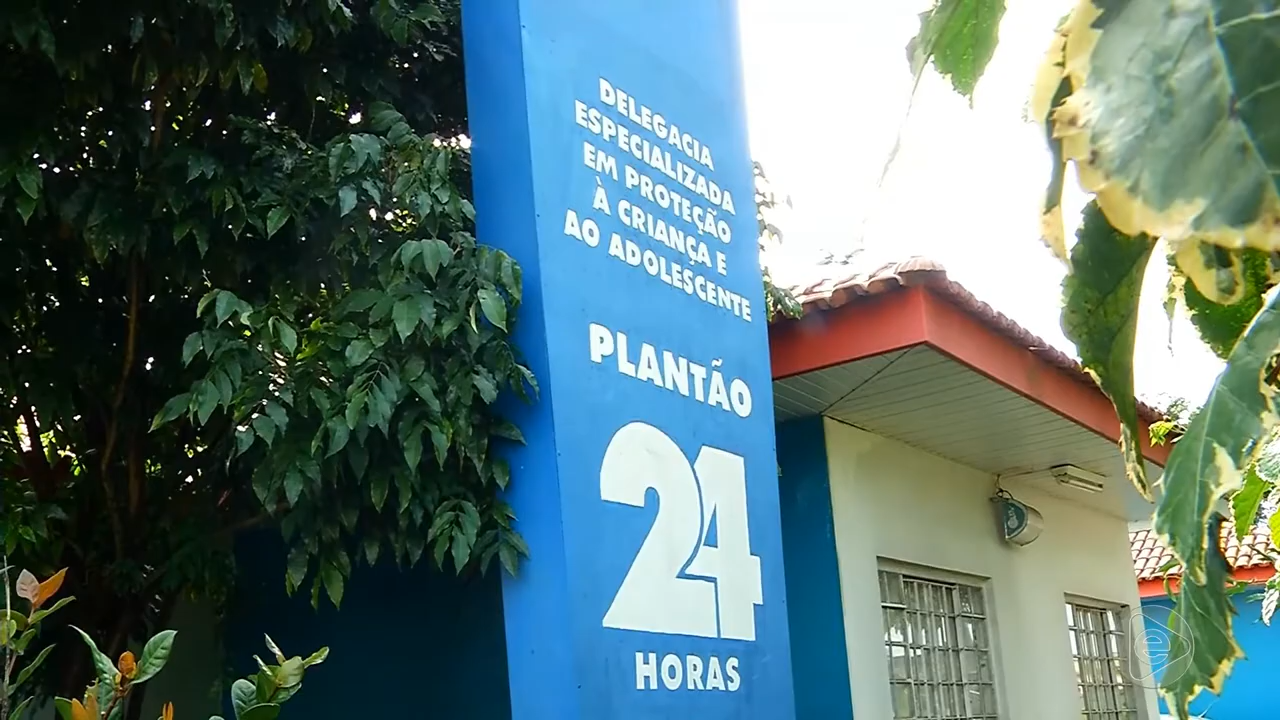 DELEGACIA
ESPECIALIZADA
EM PROTEÇÃO
À CRIANÇA E
AO ADOLESCENTE
PLANTÃO
24
HORAS
e